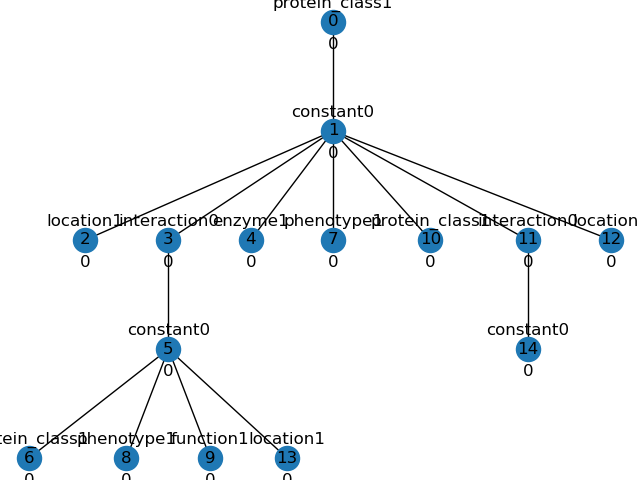 protein_class1
0
0
constant0
1
0
location1 interaction0 enzyme1 phenotype1 protein_class1 interaction0 location
2 3 4 7 10 11 12
0 0 0 0 0 0 0
constant0 constant0
5 14
0 0
tein_class1 phenotype1 function1 location1
6 8 9 13
0 0 0 0